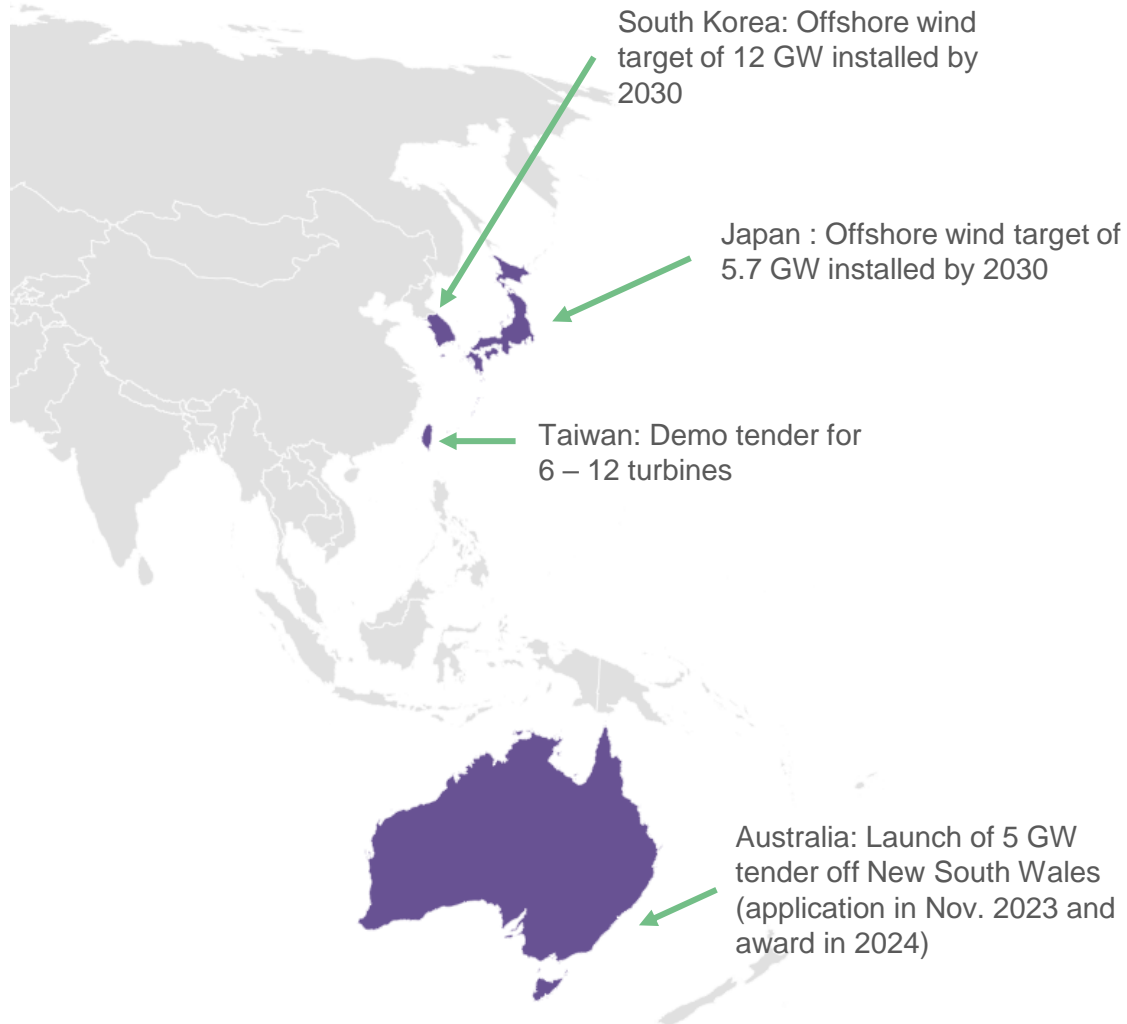 South Korea: Offshore wind
target of 12 GW installed by
2030
Japan : Offshore wind target of
5.7 GW installed by 2030
Taiwan: Demo tender for
6 – 12 turbines
Australia: Launch of 5 GW
tender off New South Wales
(application in Nov. 2023 and
award in 2024)